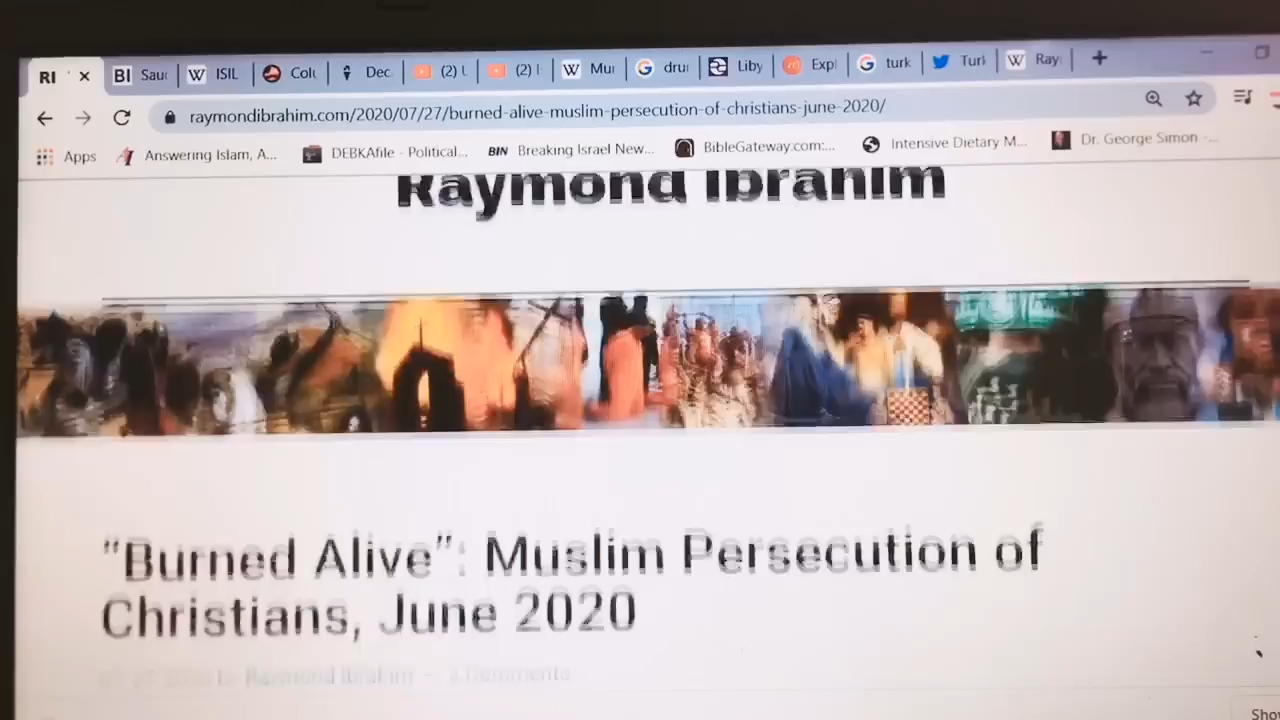 RI BI Sau ISIL Colu Dec (2) (2) Mu dru Liby Expl turk Turk Ray
raymondibrahim.com/2020/07/27/burned-alive-muslim-persecution-of-christians-june-2020/
Apps Answering Islam, A... DEBKAfile - Political... BIN Breaking Israel New... BibleGateway.com:... Intensive Dietary M... Dr. George Simon -...
Raymond Ibrahim
"Burned Alive": Muslim Persecution of
Christians, June 2020
Raymond Ibrahim
Comments